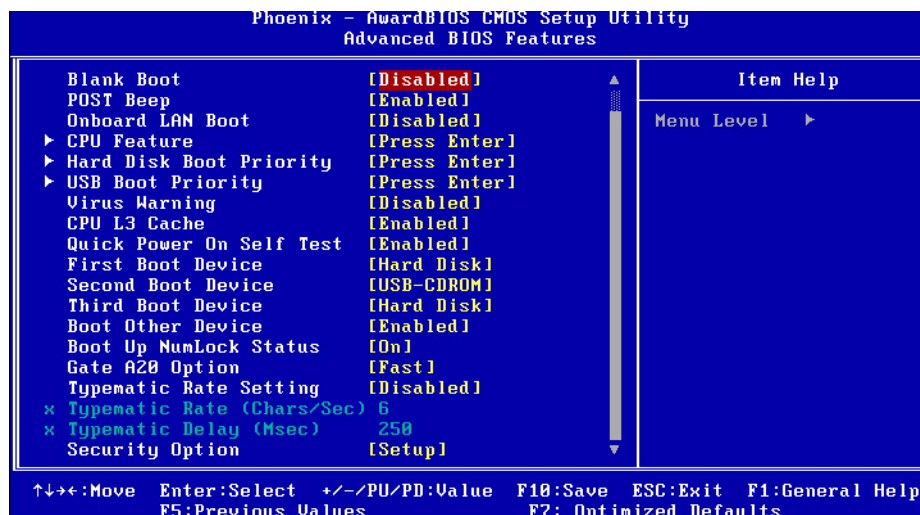 Phoenix - AwardBIOS CMOS Setup Utility
Advanced BIOS Features
Blank Boot [Disabled]
POST Beep [Enabled]
Onboard LAN Boot [Disabled]
► CPU Feature [Press Enter]
► Hard Disk Boot Priority [Press Enter]
► USB Boot Priority [Press Enter]
Virus Warning [Disabled]
CPU L3 Cache [Enabled]
Quick Power On Self Test [Enabled]
First Boot Device [Hard Disk]
Second Boot Device [USB-CDROM]
Third Boot Device [Hard Disk]
Boot Other Device [Enabled]
Boot Up NumLock Status [On]
Gate A20 Option [Fast]
Typematic Rate Setting [Disabled]
x Typematic Rate (Chars/Sec) 6
x Typematic Delay (Msec) 250
Security Option [Setup]
Item Help
Menu Level ►
↑↓→←:Move Enter:Select +/-/PU/PD:Value F10:Save ESC:Exit F1:General Help
F5:Previous Values F7: Optimized Defaults